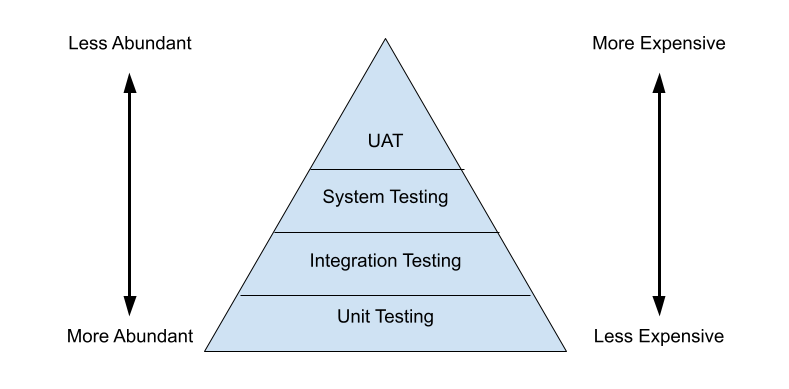 Less Abundant
More Expensive
UAT
System Testing
Integration Testing
Unit Testing
More Abundant
Less Expensive